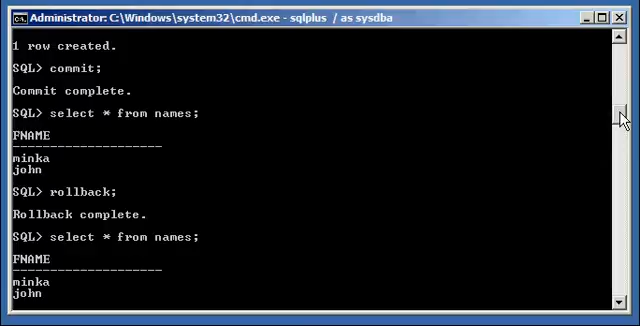 Administrator: C:\Windows\system32\cmd.exe - sqlplus / as sysdba
1 row created.
SQL> commit;
Commit complete.
SQL> select * from names;
FNAME
--------------------
minka
john
SQL> rollback;
Rollback complete.
SQL> select * from names;
FNAME
--------------------
minka
john